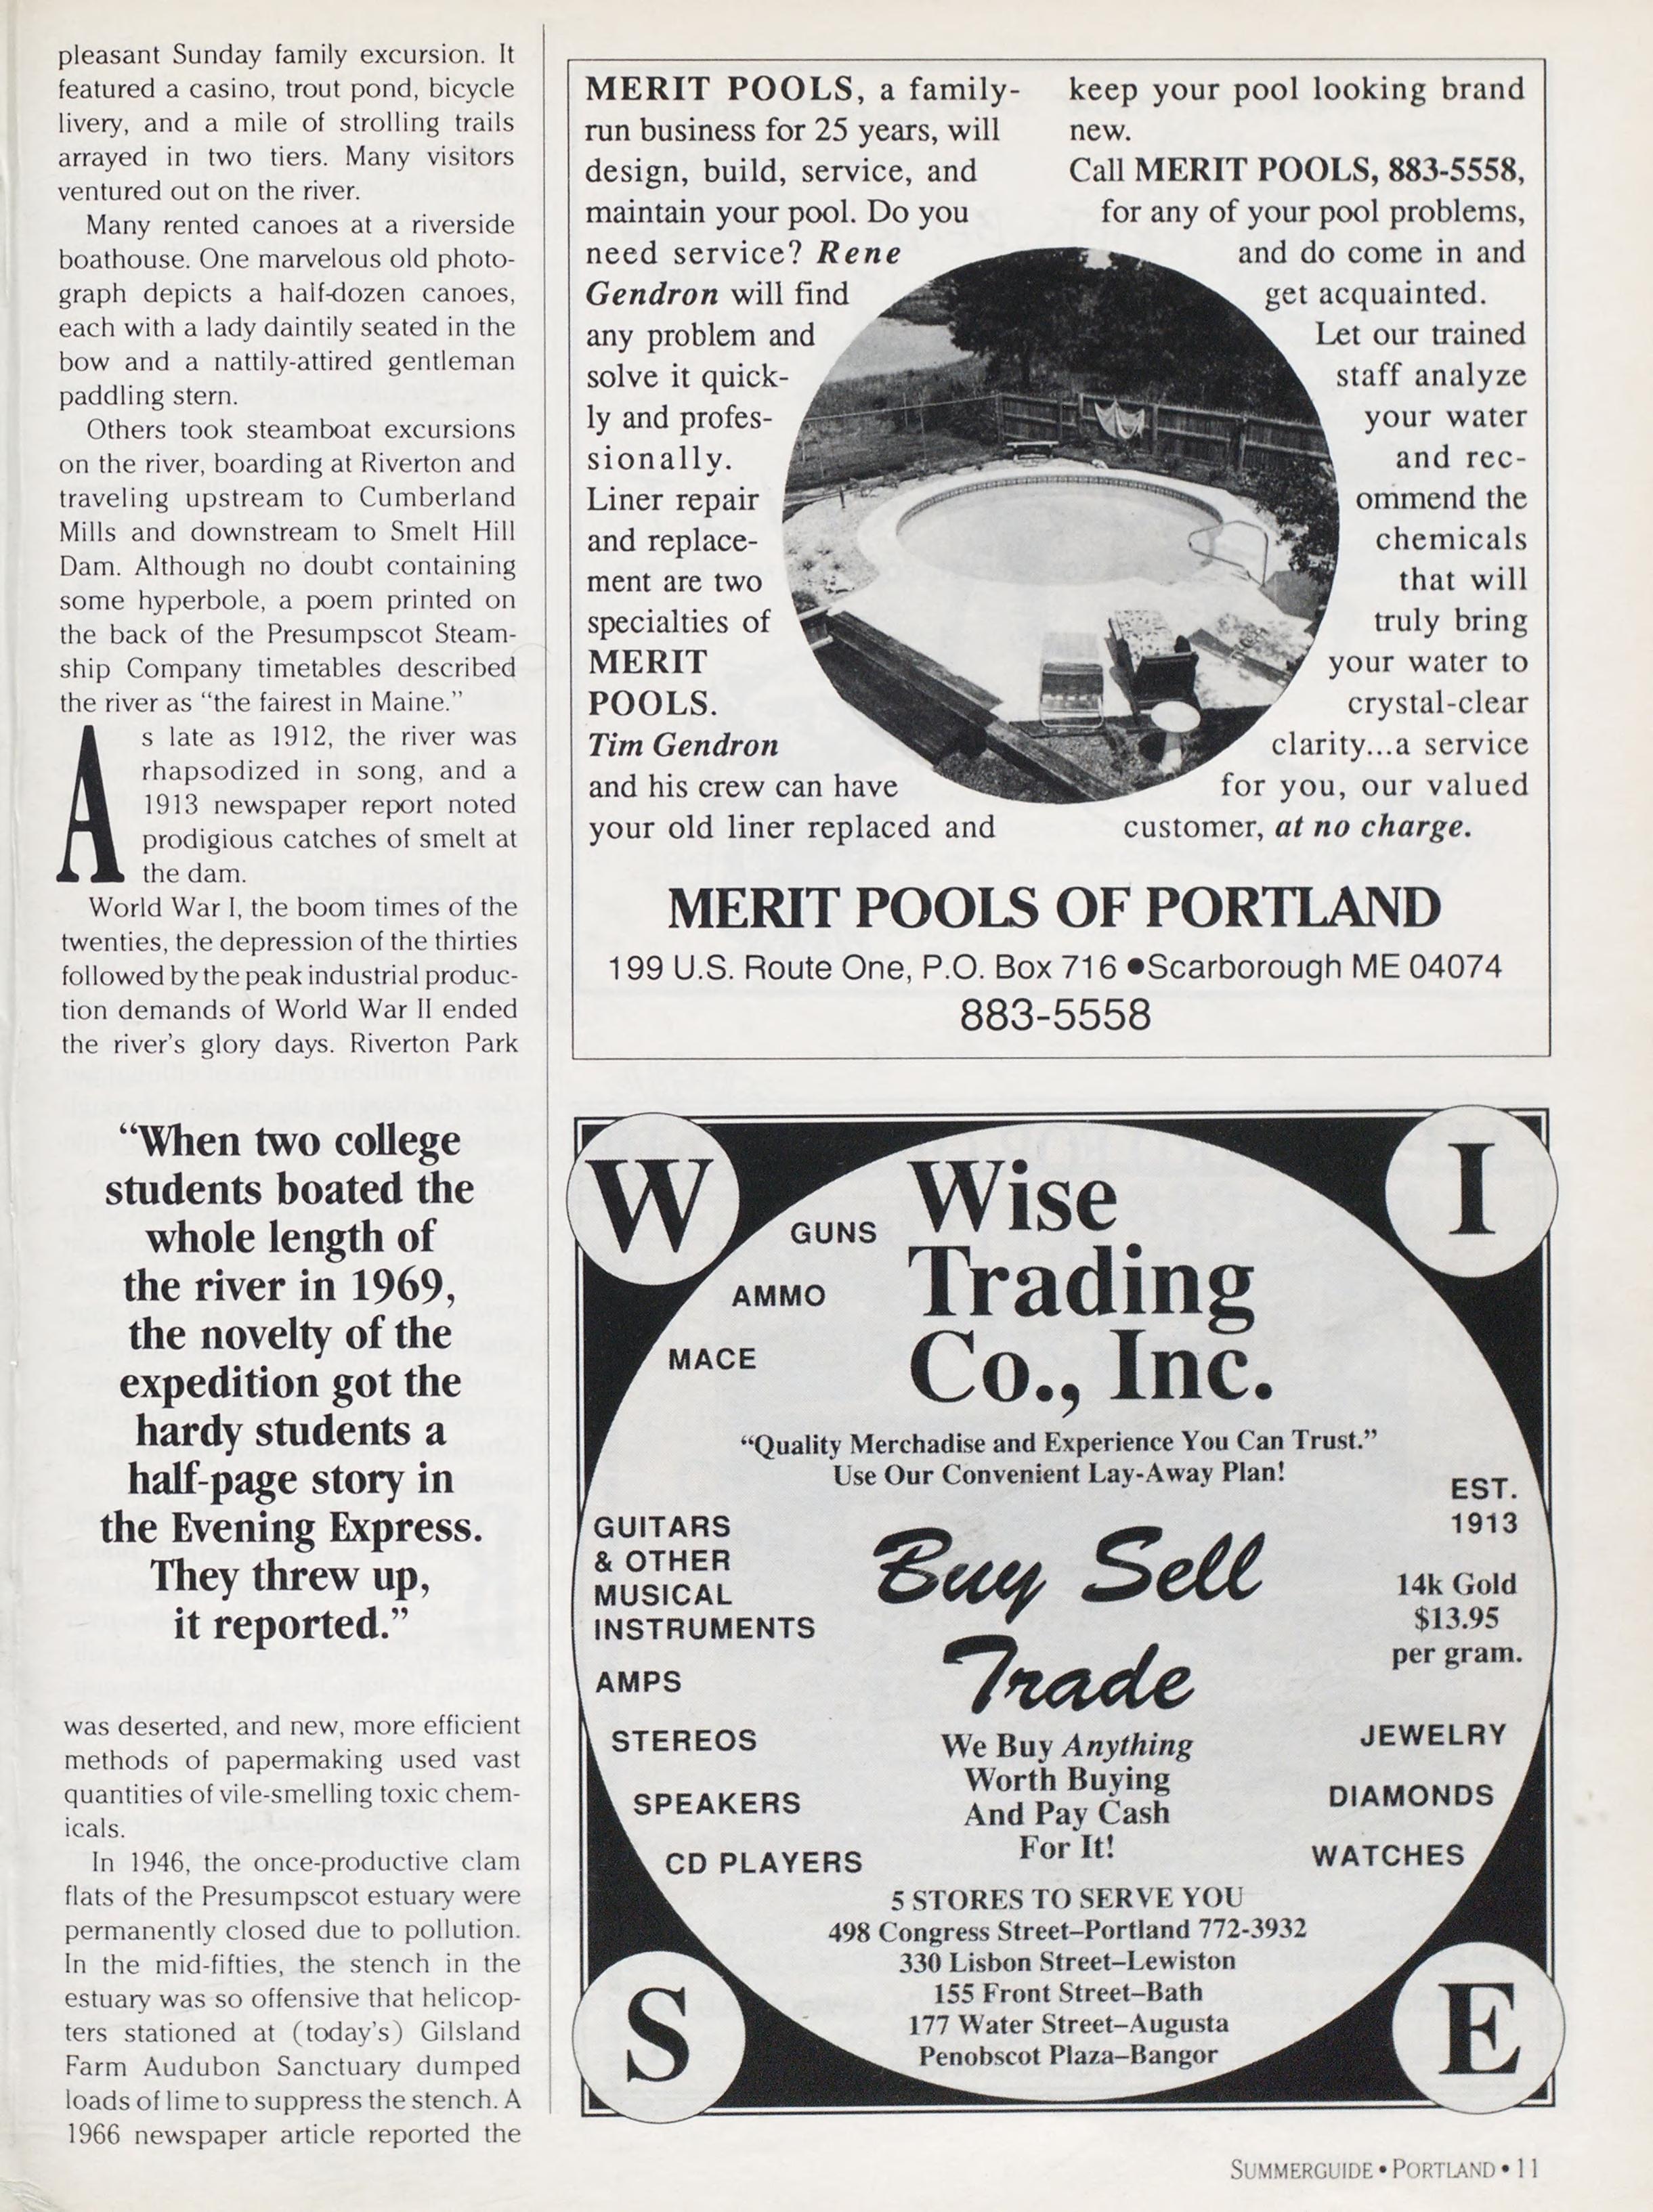 pleasant Sunday family excursion. It
featured a casino, trout pond, bicycle
livery, and a mile of strolling trails
arrayed in two tiers. Many visitors
ventured out on the river.
Many rented canoes at a riverside
boathouse. One marvelous old photo-
graph depicts a half-dozen canoes,
each with a lady daintily seated in the
bow and a nattily-attired gentleman
paddling stern.
Others took steamboat excursions
on the river, boarding at Riverton and
traveling upstream to Cumberland
Mills and downstream to Smelt Hill
Dam. Although no doubt containing
some hyperbole, a poem printed on
the back of the Presumpscot Steam-
ship Company timetables described
the river as “the fairest in Maine.”
As late as 1912, the river was
rhapsodized in song, and a
1913 newspaper report noted
prodigious catches of smelt at
the dam.
World War I, the boom times of the
twenties, the depression of the thirties
followed by the peak industrial produc-
tion demands of World War II ended
the river's glory days. Riverton Park
“When two college
students boated the
whole length of
the river in 1969,
the novelty of the
expedition got the
hardy students a
half-page story in
the Evening Express.
They threw up,
it reported.”
was deserted, and new, more efficient
methods of papermaking used vast
quantities of vile-smelling toxic chem-
icals.
In 1946, the once-productive clam
flats of the Presumpscot estuary were
permanently closed due to pollution.
In the mid-fifties, the stench in the
estuary was so offensive that helicop-
ters stationed at (today's) Gilsland
Farm Audubon Sanctuary dumped
loads of lime to suppress the stench. A
1966 newspaper article reported the
MERIT POOLS, a family-
run business for 25 years, will
design, build, service, and
maintain your pool. Do you
need service? Rene
Gendron will find
any problem and
solve it quick-
ly and profes-
sionally.
Liner repair
and replace-
ment are two
specialties of
MERIT
POOLS.
Tim Gendron
and his crew can have
your old liner replaced and
keep your pool looking brand
new.
Call MERIT POOLS, 883-5558,
for any of your pool problems,
and do come in and
get acquainted.
Let our trained
staff analyze
your water
and rec-
ommend the
chemicals
that will
truly bring
your water to
crystal-clear
clarity...a service
for you, our valued
customer, at no charge.
MERIT POOLS OF PORTLAND
199 U.S. Route One, P.O. Box 716 ●Scarborough ME 04074
883-5558
W
I
Wise
Trading
Co., Inc.
GUNS
AMMO
MACE
“Quality Merchadise and Experience You Can Trust.”
Use Our Convenient Lay-Away Plan!
EST.
1913
GUITARS
& OTHER
MUSICAL
INSTRUMENTS
AMPS
STEREOS
SPEAKERS
CD PLAYERS
Buy Sell
Trade
We Buy Anything
Worth Buying
And Pay Cash
For It!
14k Gold
$13.95
per gram.
JEWELRY
DIAMONDS
WATCHES
5 STORES TO SERVE YOU
498 Congress Street–Portland 772-3932
330 Lisbon Street–Lewiston
155 Front Street–Bath
177 Water Street–Augusta
Penobscot Plaza–Bangor
S
E
SUMMERGUIDE • PORTLAND • 11